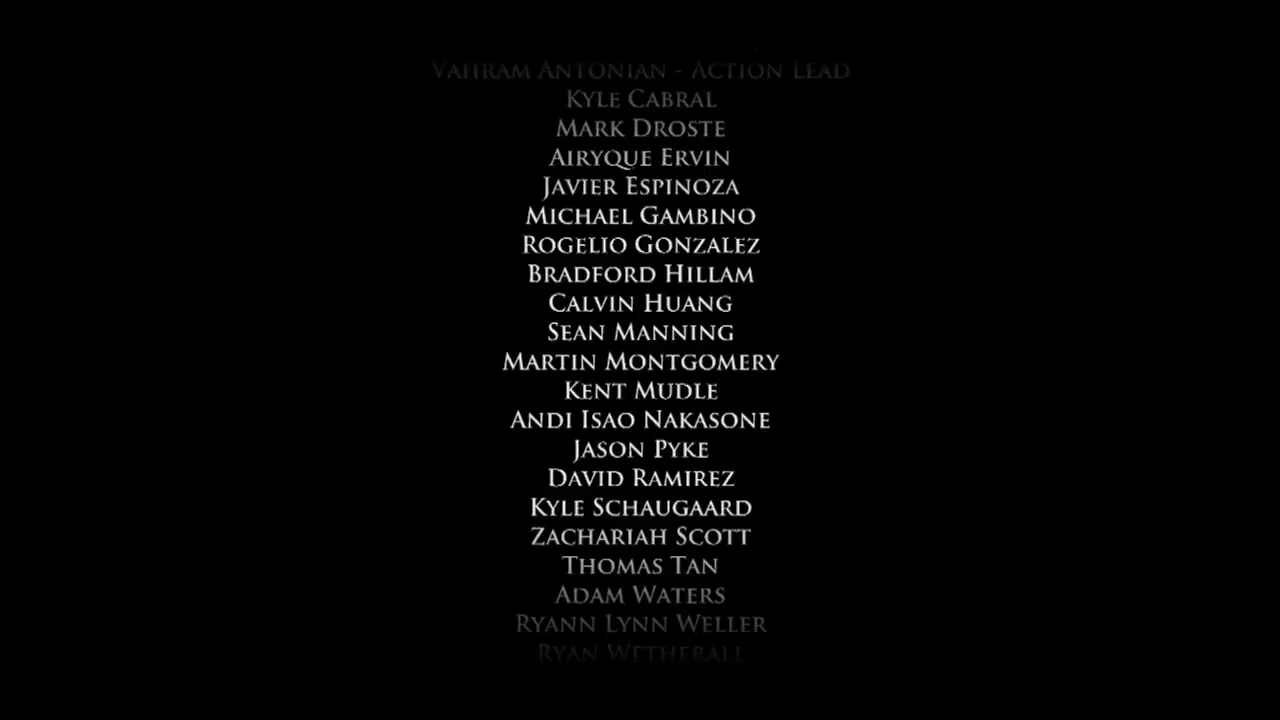 Vahram Antonian - Action Lead
Kyle Cabral
Mark Droste
Airyque Ervin
Javier Espinoza
Michael Gambino
Rogelio Gonzalez
Bradford Hillam
Calvin Huang
Sean Manning
Martin Montgomery
Kent Mudle
Andi Isao Nakasone
Jason Pyke
David Ramirez
Kyle Schaugaard
Zachariah Scott
Thomas Tan
Adam Waters
Ryann Lynn Weller
Ryan Wetherall